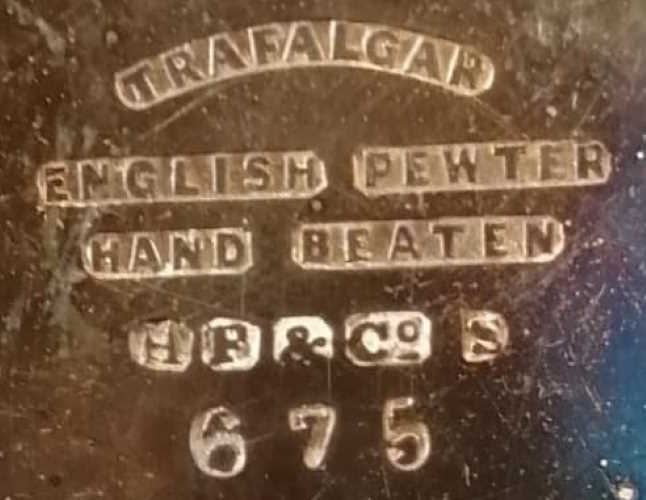 TRAFALGAR
ENGLISH PEWTER
HAND BEATEN
H F & Cº S
675